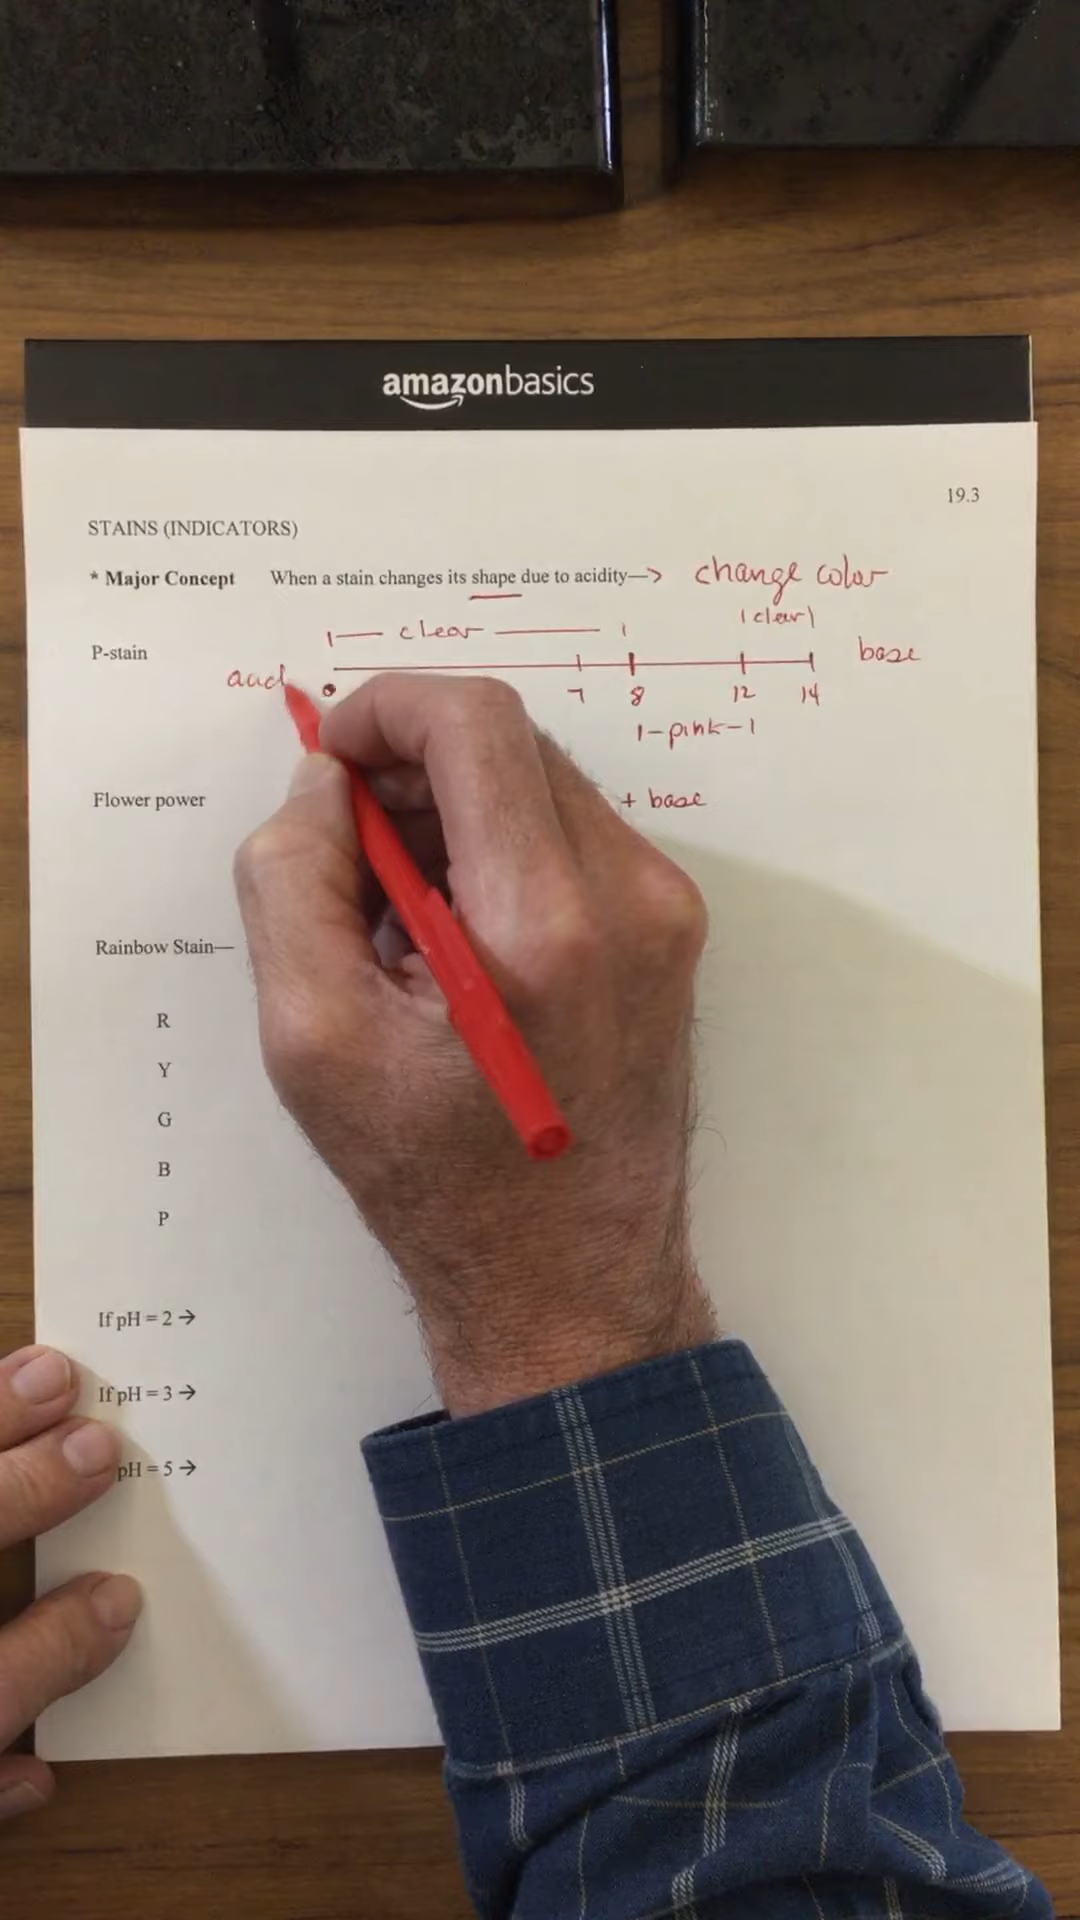 amazonbasics
19.3
STAINS (INDICATORS)
* Major Concept When a stain changes its shape due to acidity—> change color
|— clear —— | |clear|
P-stain acid base
0 7 8 12 14
|-pink-|
Flower power + base
Rainbow Stain—
R
Y
G
B
P
If pH = 2 →
If pH = 3 →
pH = 5 →